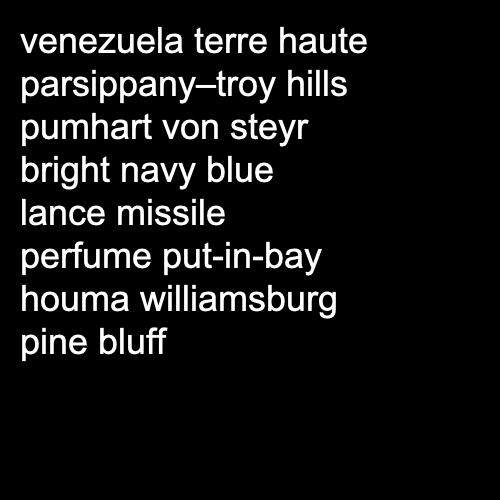 venezuela terre haute
parsippany–troy hills
pumhart von steyr
bright navy blue
lance missile
perfume put-in-bay
houma williamsburg
pine bluff